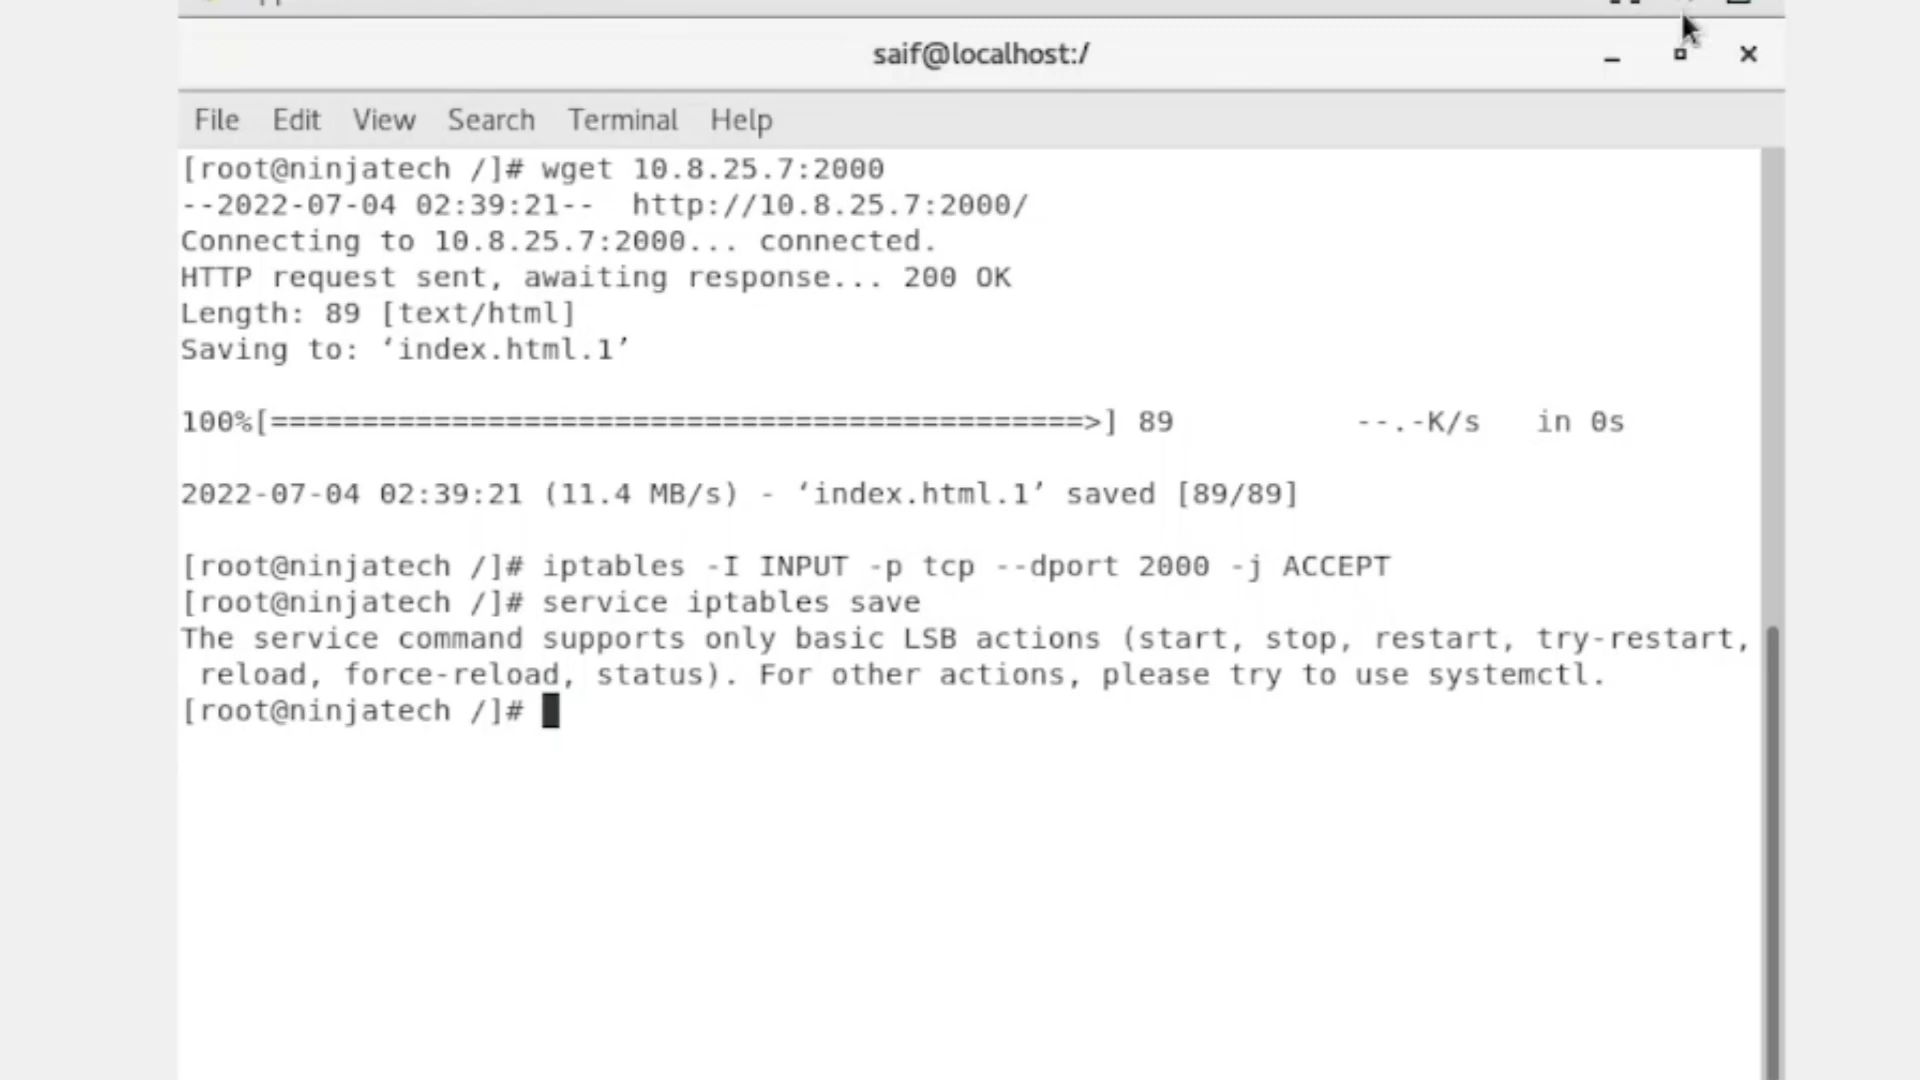 saif@localhost:/
File Edit View Search Terminal Help
[root@ninjatech /]# wget 10.8.25.7:2000
--2022-07-04 02:39:21--  http://10.8.25.7:2000/
Connecting to 10.8.25.7:2000... connected.
HTTP request sent, awaiting response... 200 OK
Length: 89 [text/html]
Saving to: ‘index.html.1’
100%[=============================================>] 89          --.-K/s   in 0s
2022-07-04 02:39:21 (11.4 MB/s) - ‘index.html.1’ saved [89/89]
[root@ninjatech /]# iptables -I INPUT -p tcp --dport 2000 -j ACCEPT
[root@ninjatech /]# service iptables save
The service command supports only basic LSB actions (start, stop, restart, try-restart,
 reload, force-reload, status). For other actions, please try to use systemctl.
[root@ninjatech /]#